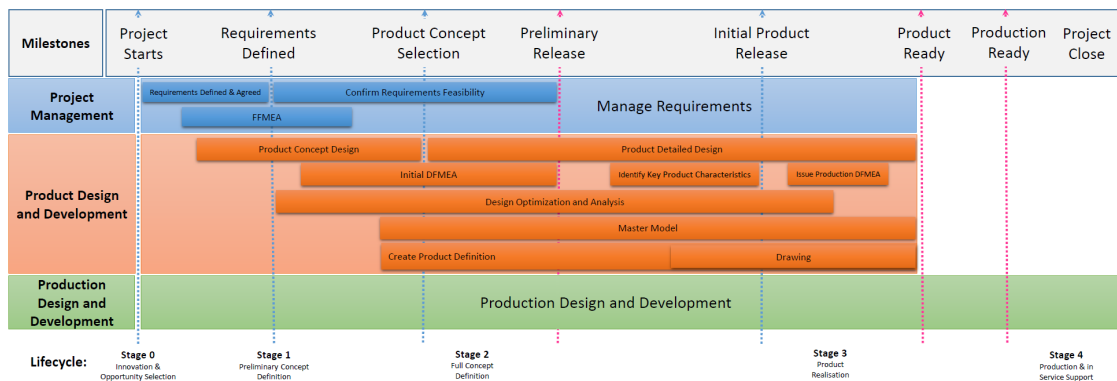 Milestones
Project
Starts
Requirements
Defined
Product Concept
Selection
Preliminary
Release
Initial Product
Release
Product
Ready
Production
Ready
Project
Close
Project
Management
Requirements Defined & Agreed
Confirm Requirements Feasibility
Manage Requirements
FFMEA
Product Design
and Development
Product Concept Design
Product Detailed Design
Initial DFMEA
Identify Key Product Characteristics
Issue Production DFMEA
Design Optimization and Analysis
Master Model
Create Product Definition
Drawing
Production
Design and
Development
Production Design and Development
Lifecycle:
Stage 0
Innovation &
Opportunity Selection
Stage 1
Preliminary Concept
Definition
Stage 2
Full Concept
Definition
Stage 3
Product
Realisation
Stage 4
Production & in
Service Support